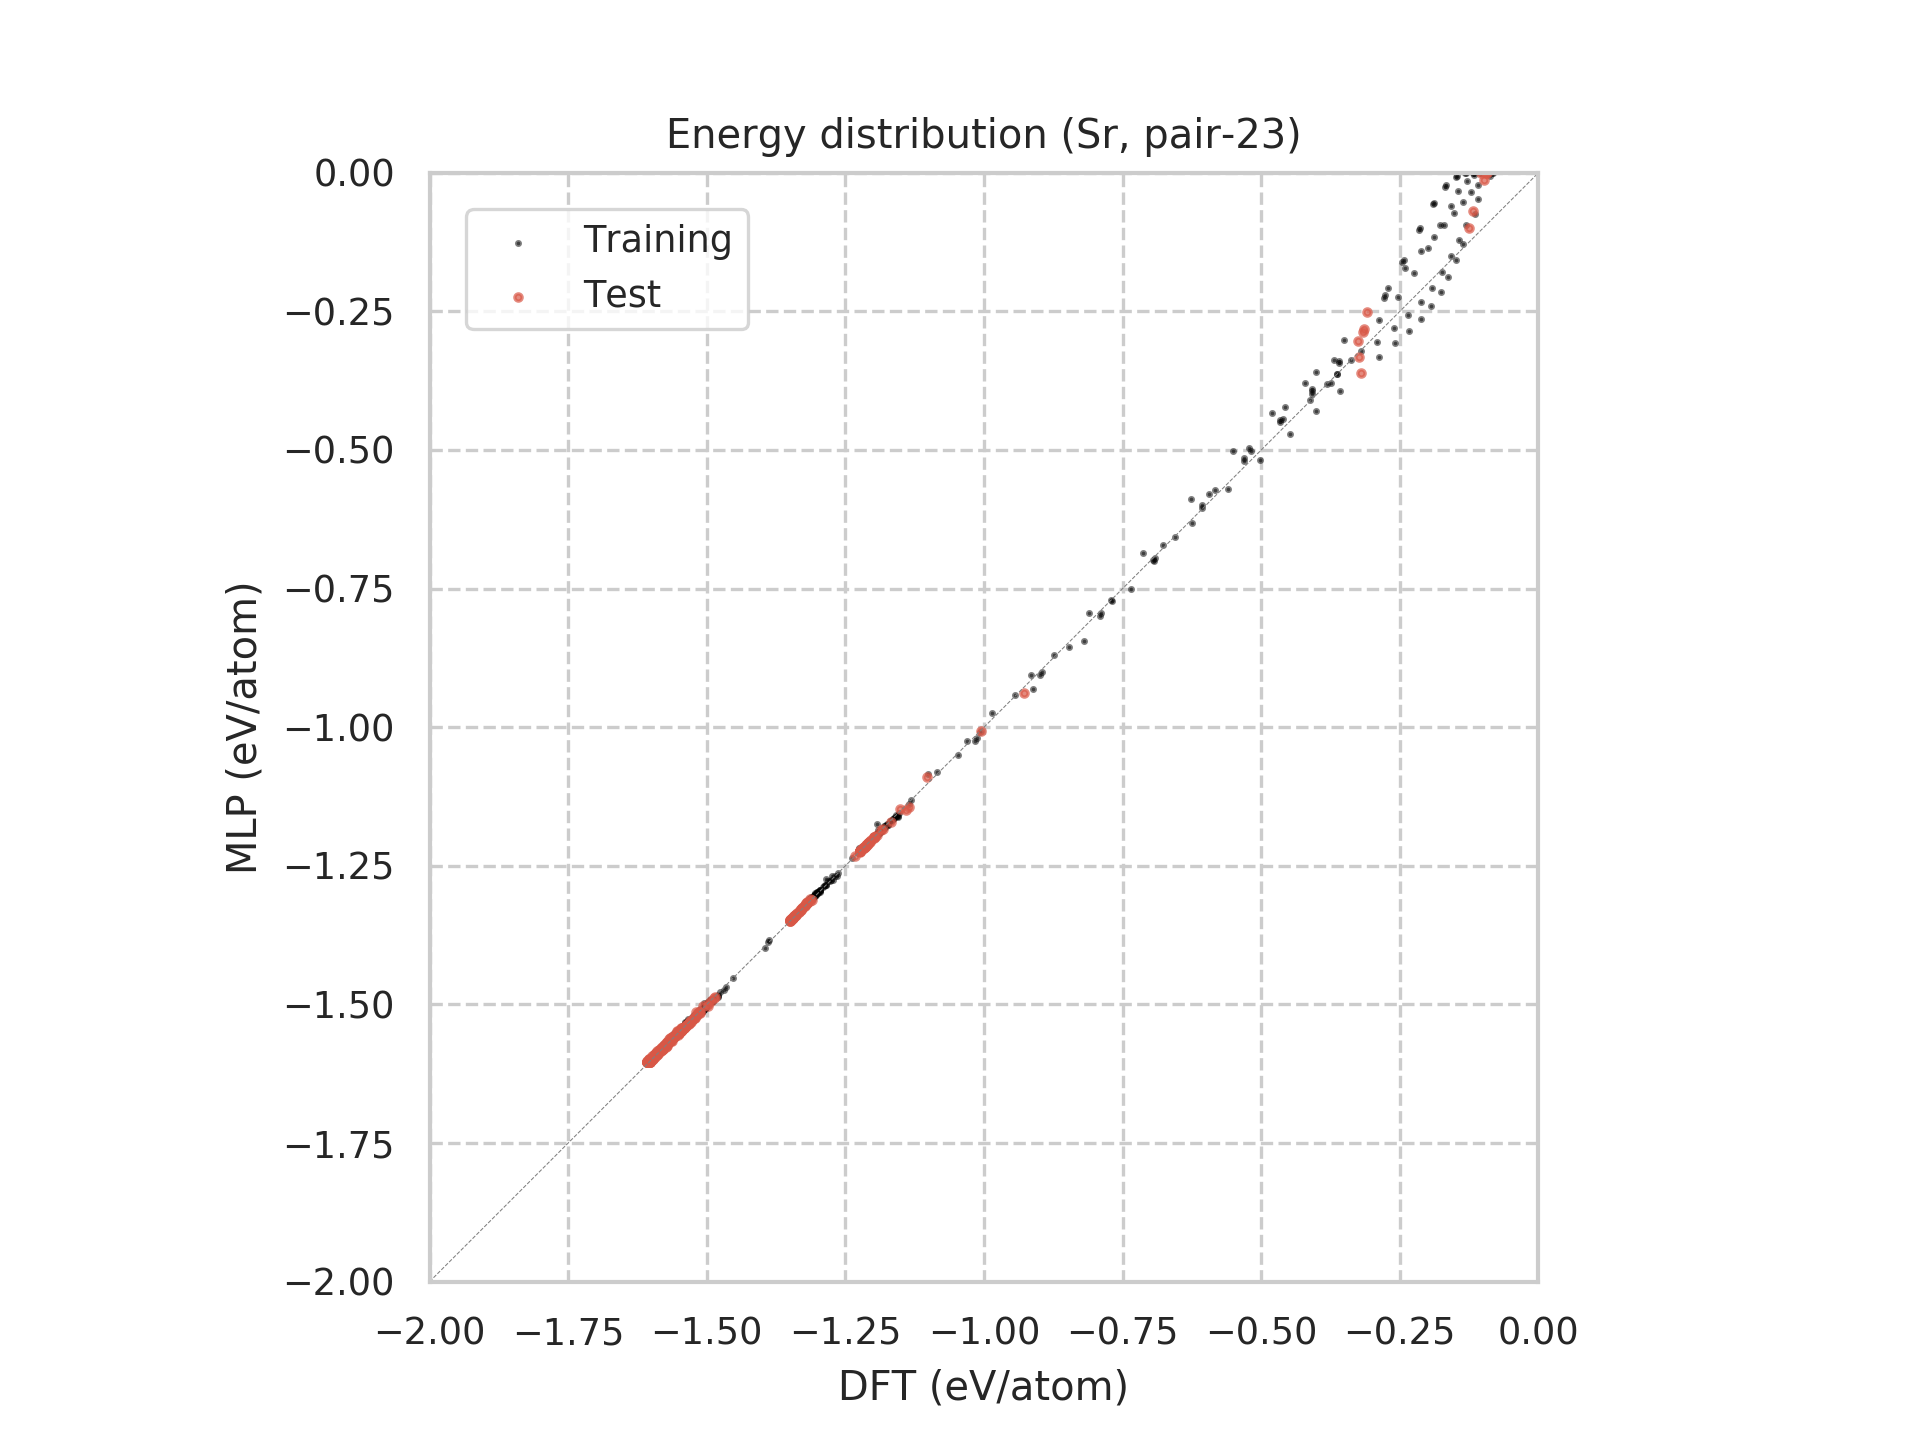 Energy distribution (Sr, pair-23)
0.00
−0.25
−0.50
−0.75
−1.00
−1.25
−1.50
−1.75
−2.00
MLP (eV/atom)
Training
Test
−2.00 −1.75 −1.50 −1.25 −1.00 −0.75 −0.50 −0.25 0.00
DFT (eV/atom)